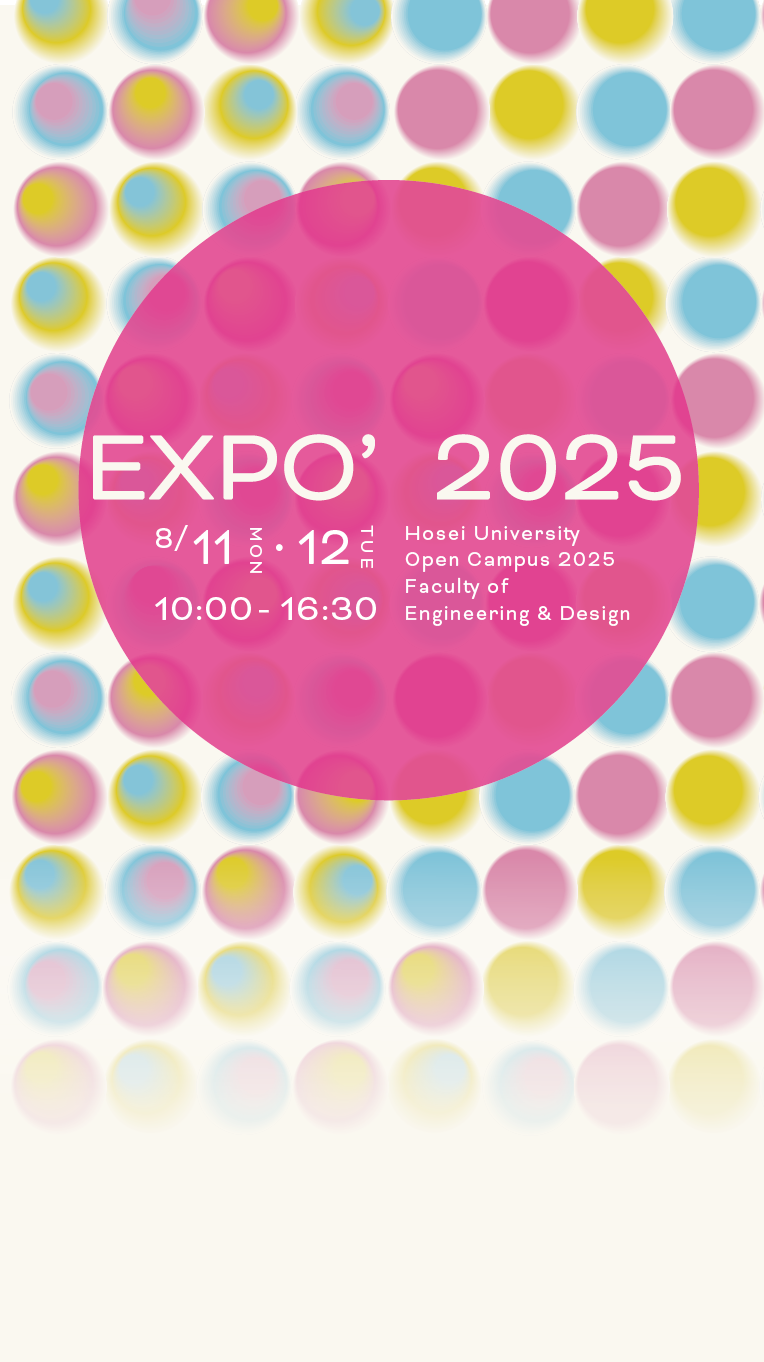 EXPO’ 2025
8/11 MON · 12 TUE
10:00 - 16:30
Hosei University
Open Campus 2025
Faculty of
Engineering & Design